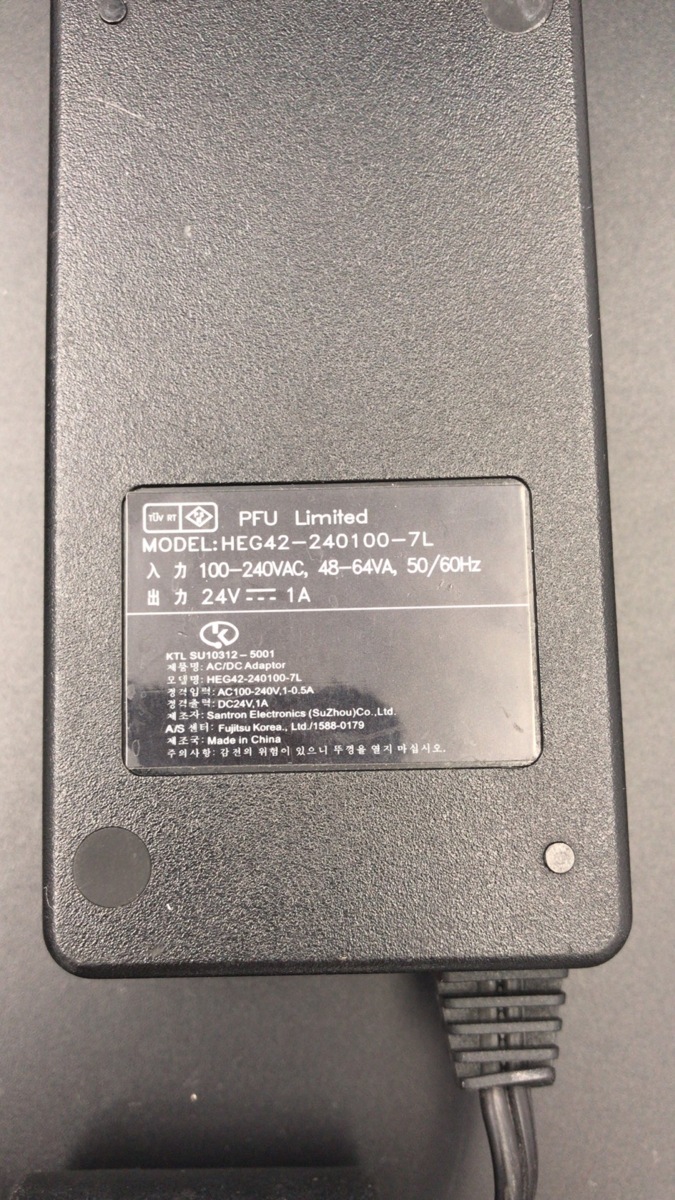 TÜV RT PFU Limited
MODEL:HEG42-240100-7L
入 力 100-240VAC, 48-64VA, 50/60Hz
出 力 24V⎓ 1A
KTL SU10312-5001
제품명: AC/DC Adaptor
모델명: HEG42-240100-7L
정격입력: AC100-240V,1-0.5A
정격출력: DC24V,1A
제조자: Santron Electronics (SuZhou)Co.,Ltd.
A/S 센터: Fujitsu Korea., Ltd./1588-0179
제조국: Made in China
주의사항: 감전의 위험이 있으니 뚜껑을 열지 마십시오.